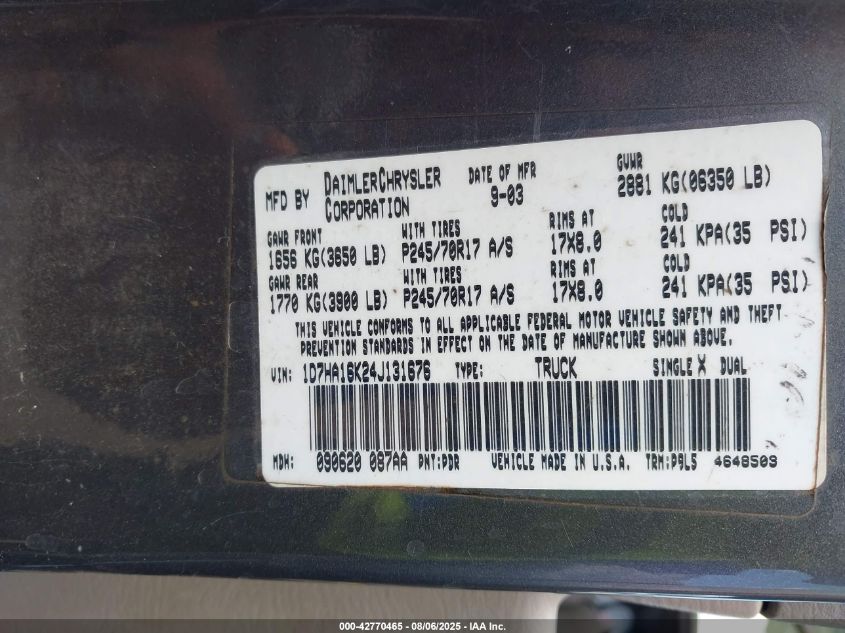 MFD BY DAIMLERCHRYSLER CORPORATION DATE OF MFR 9-03 GVWR 2881 KG(06350 LB)
GAWR FRONT WITH TIRES RIMS AT COLD
1656 KG(3650 LB) P245/70R17 A/S 17X8.0 241 KPA(35 PSI)
GAWR REAR WITH TIRES RIMS AT COLD
1770 KG(3900 LB) P245/70R17 A/S 17X8.0 241 KPA(35 PSI)
THIS VEHICLE CONFORMS TO ALL APPLICABLE FEDERAL MOTOR VEHICLE SAFETY AND THEFT
PREVENTION STANDARDS IN EFFECT ON THE DATE OF MANUFACTURE SHOWN ABOVE.
VIN: 1D7HA16K24J131676 TYPE: TRUCK SINGLE X DUAL
MDH: 090620 087AA PNT:PDR VEHICLE MADE IN U.S.A. TRM:D9L5 4648503
000-42770465 - 08/06/2025 - IAA Inc.